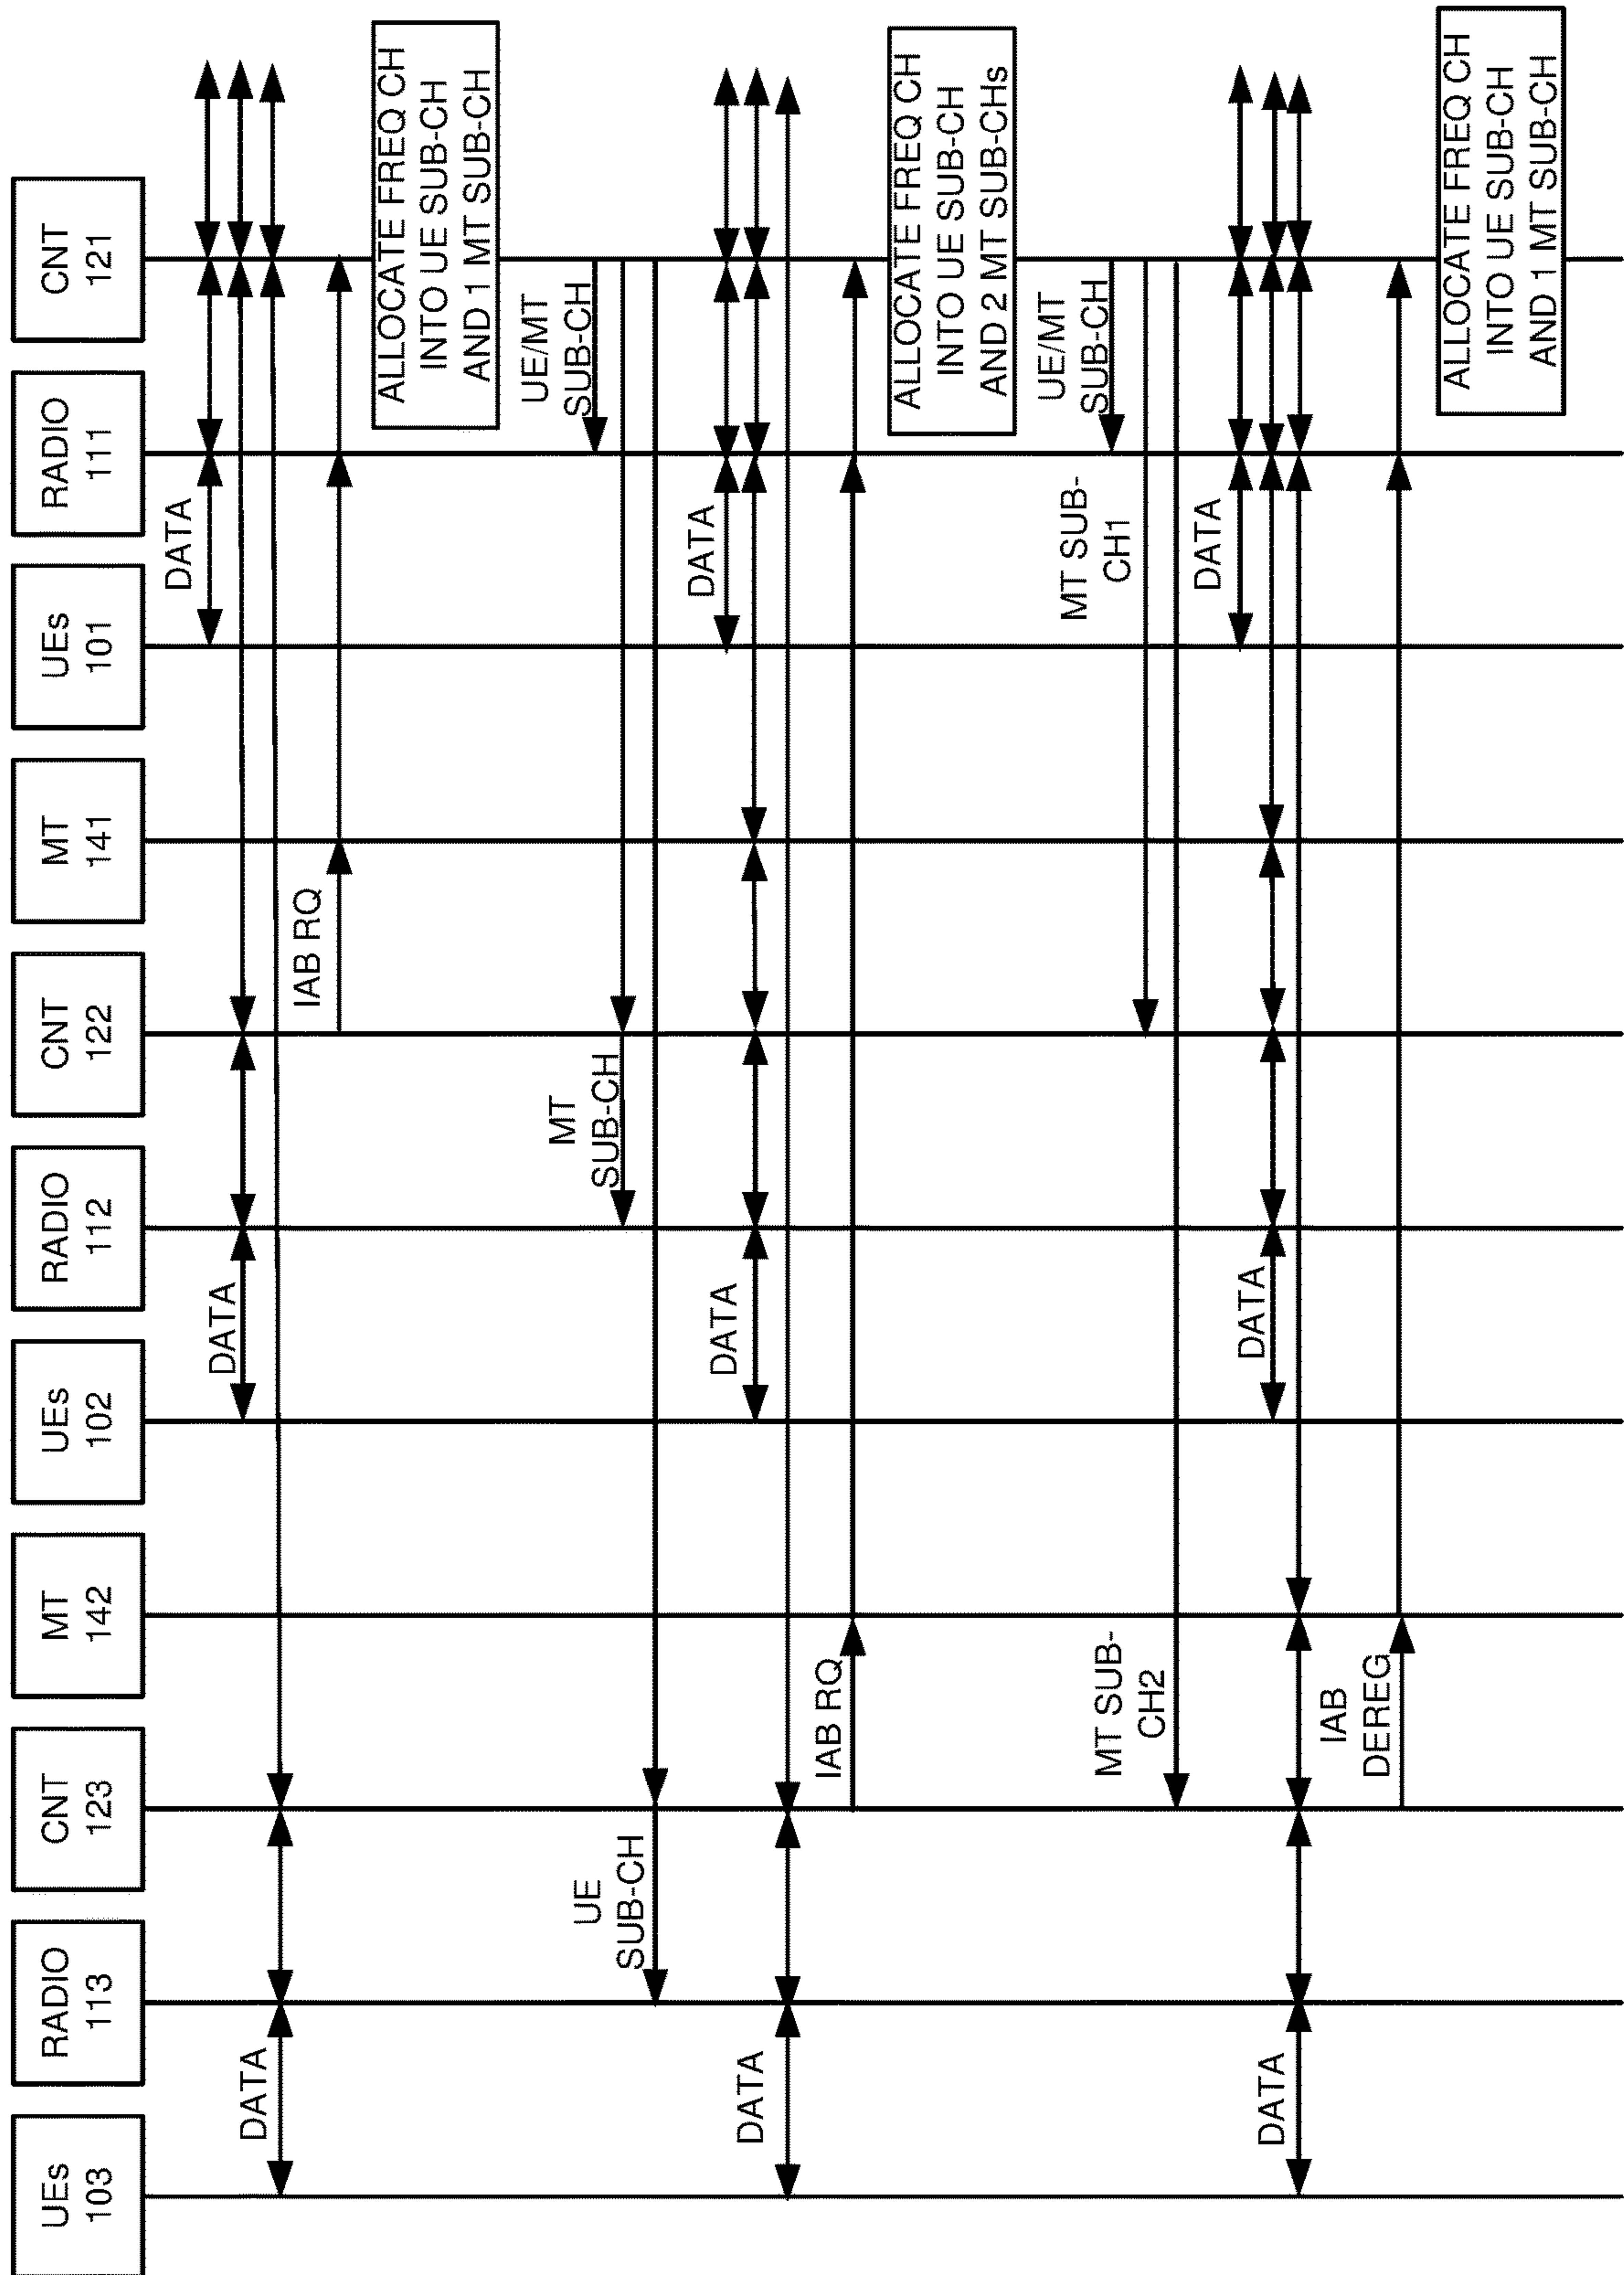 UEs
103
RADIO
113
CNT
123
MT
142
UEs
102
RADIO
112
CNT
122
MT
141
UEs
101
RADIO
111
CNT
121
DATA
DATA
DATA
IAB RQ
ALLOCATE FREQ CH
INTO UE SUB-CH
AND 1 MT SUB-CH
UE/MT
SUB-CH
MT
SUB-CH
UE
SUB-CH
DATA
DATA
DATA
IAB RQ
ALLOCATE FREQ CH
INTO UE SUB-CH
AND 2 MT SUB-CHs
UE/MT
SUB-CH
MT SUB-
CH1
MT SUB-
CH2
DATA
DATA
DATA
IAB
DEREG
ALLOCATE FREQ CH
INTO UE SUB-CH
AND 1 MT SUB-CH